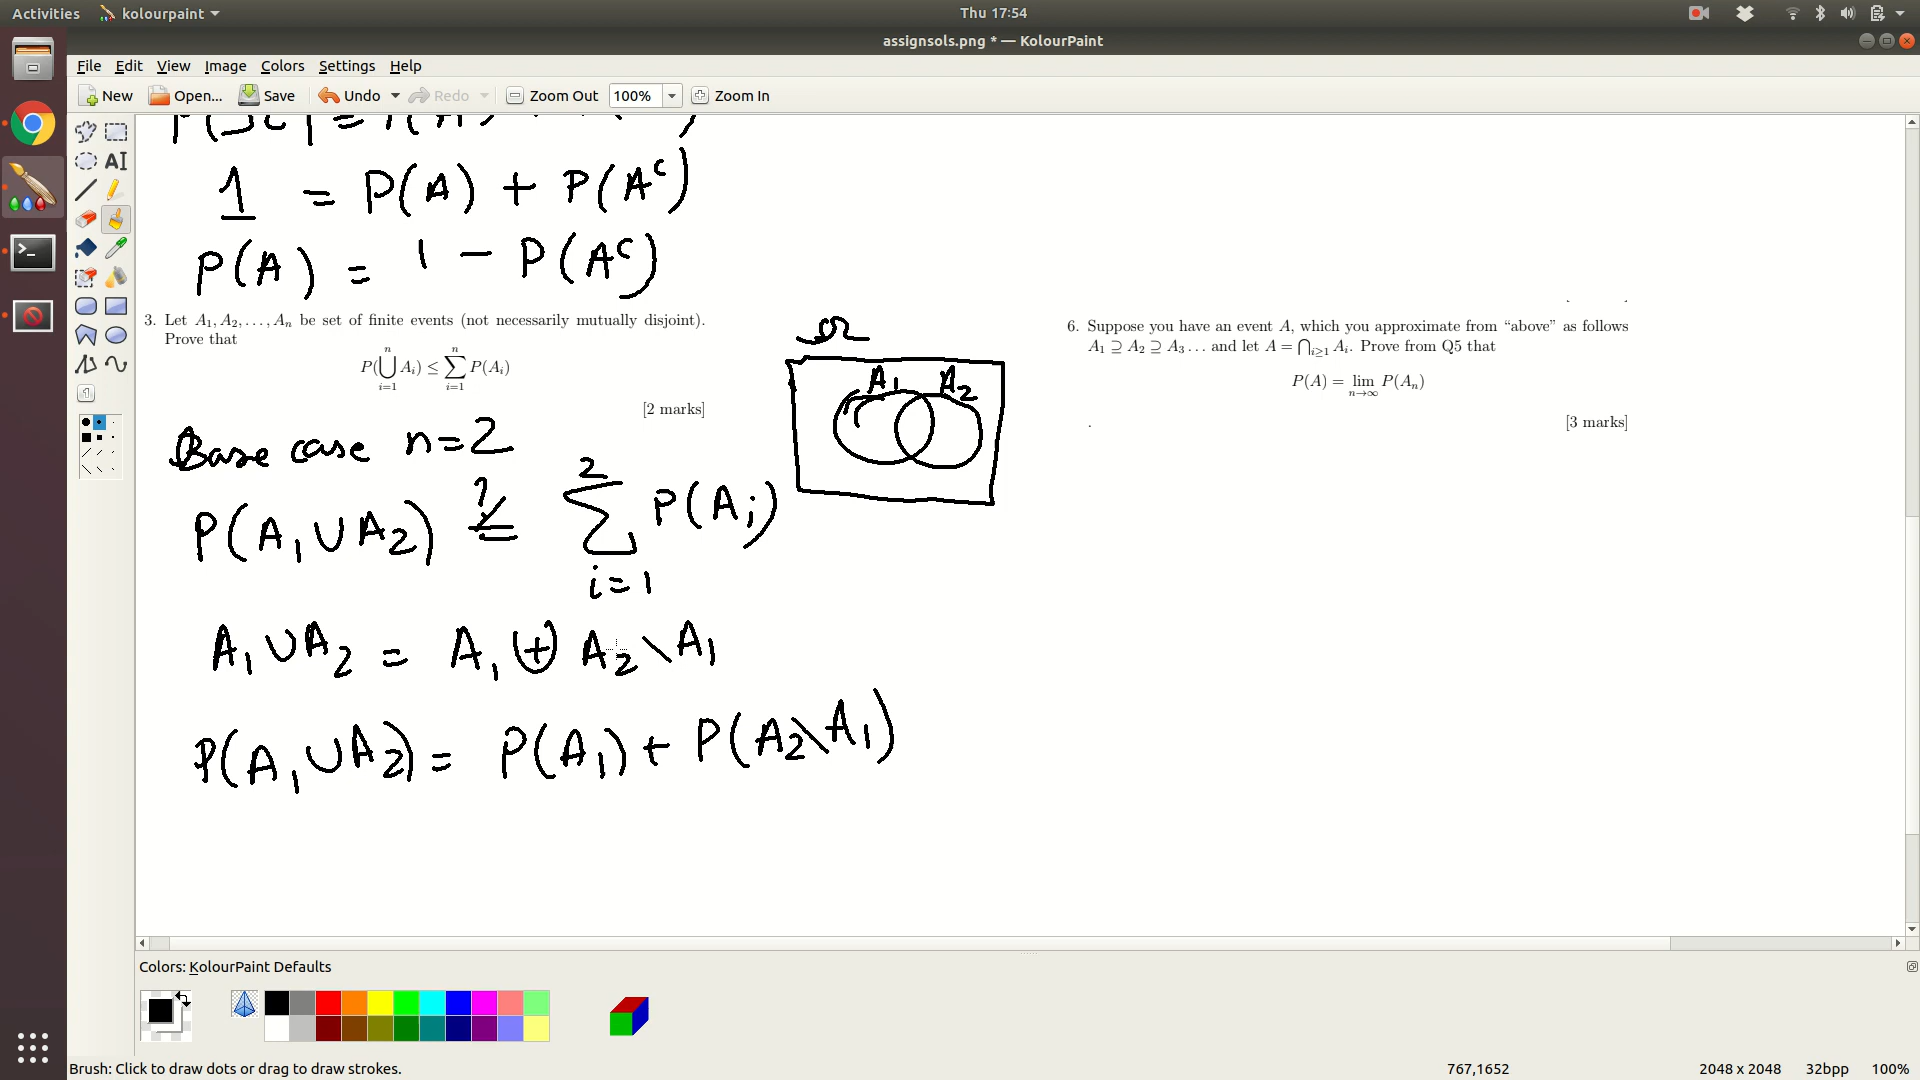 Activities kolourpaint Thu 17:54
assignsols.png * — KolourPaint
File Edit View Image Colors Settings Help
New Open... Save Undo Redo Zoom Out 100% Zoom In
1 = P(A) + P(Aᶜ)
P(A) = 1 − P(Aᶜ)
3. Let A₁, A₂, . . . , Aₙ be set of finite events (not necessarily mutually disjoint).
Prove that
P(⋃ᵢ₌₁ⁿ Aᵢ) ≤ ∑ᵢ₌₁ⁿ P(Aᵢ)
[2 marks]
Base case n=2
P(A₁ ∪ A₂) ≤? ∑ᵢ₌₁² P(Aᵢ)
A₁ ∪ A₂ = A₁ ⊎ A₂ \ A₁
P(A₁ ∪ A₂) = P(A₁) + P(A₂ \ A₁)
Ω
A₁ A₂
6. Suppose you have an event A, which you approximate from “above” as follows
A₁ ⊇ A₂ ⊇ A₃ . . . and let A = ⋂ᵢ≥₁ Aᵢ. Prove from Q5 that
P(A) = lim n→∞ P(Aₙ)
. [3 marks]
Colors: KolourPaint Defaults
Brush: Click to draw dots or drag to draw strokes. 767,1652 2048 x 2048 32bpp 100%